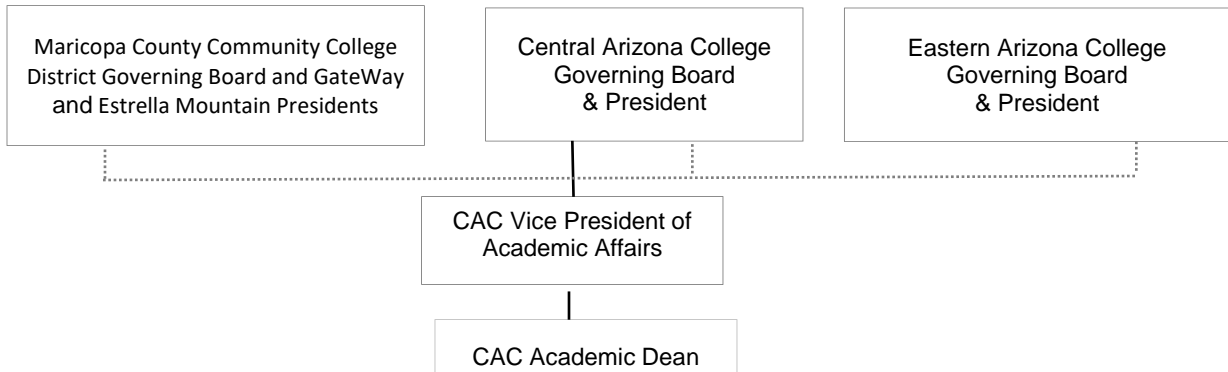 Maricopa County Community College
District Governing Board and GateWay
and Estrella Mountain Presidents
Central Arizona College
Governing Board
& President
Eastern Arizona College
Governing Board
& President
CAC Vice President of
Academic Affairs
CAC Academic Dean